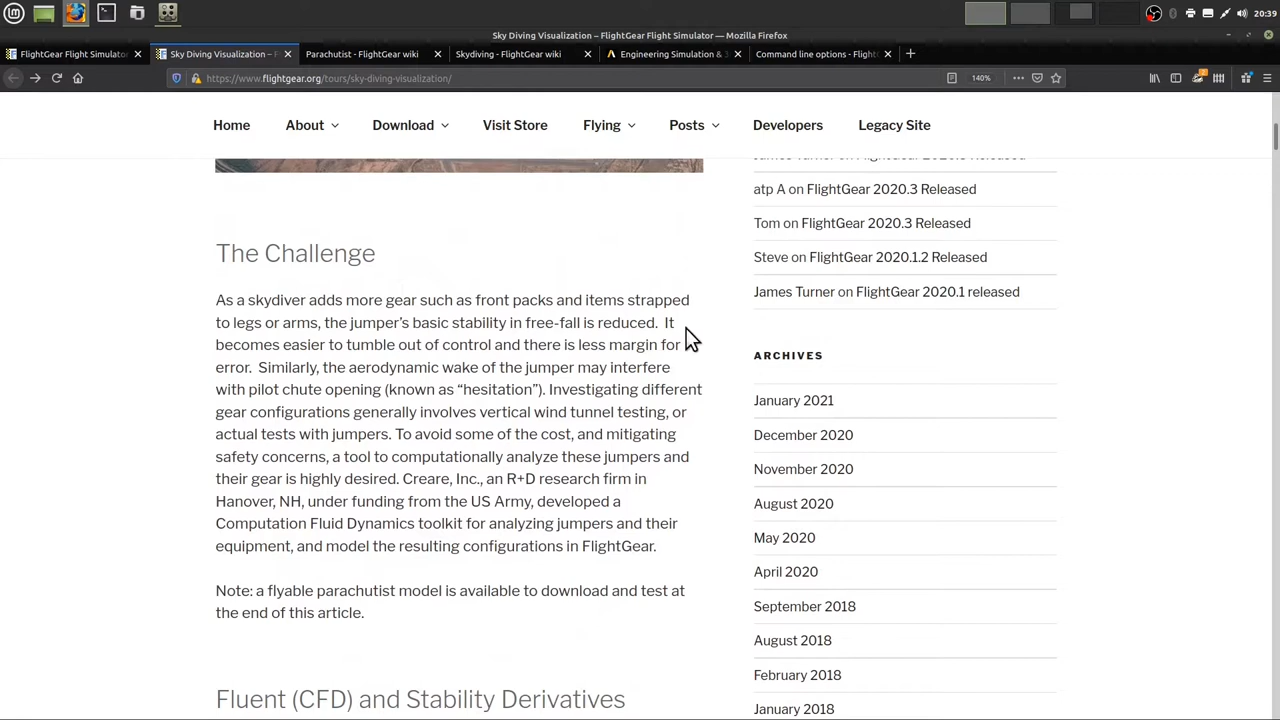 20:39
Sky Diving Visualization – FlightGear Flight Simulator — Mozilla Firefox
FlightGear Flight Simulato
Sky Diving Visualization – F
Parachutist - FlightGear wiki
Skydiving - FlightGear wiki
Engineering Simulation & 3
Command line options - FlightG
https://www.flightgear.org/tours/sky-diving-visualization/
140%
Home
About
Download
Visit Store
Flying
Posts
Developers
Legacy Site
James Turner on FlightGear 2020.3 Released
atp A on FlightGear 2020.3 Released
Tom on FlightGear 2020.3 Released
Steve on FlightGear 2020.1.2 Released
James Turner on FlightGear 2020.1 released
The Challenge
As a skydiver adds more gear such as front packs and items strapped
to legs or arms, the jumper's basic stability in free-fall is reduced. It
becomes easier to tumble out of control and there is less margin for
error. Similarly, the aerodynamic wake of the jumper may interfere
with pilot chute opening (known as “hesitation”). Investigating different
gear configurations generally involves vertical wind tunnel testing, or
actual tests with jumpers. To avoid some of the cost, and mitigating
safety concerns, a tool to computationally analyze these jumpers and
their gear is highly desired. Creare, Inc., an R+D research firm in
Hanover, NH, under funding from the US Army, developed a
Computation Fluid Dynamics toolkit for analyzing jumpers and their
equipment, and model the resulting configurations in FlightGear.
Note: a flyable parachutist model is available to download and test at
the end of this article.
Fluent (CFD) and Stability Derivatives
ARCHIVES
January 2021
December 2020
November 2020
August 2020
May 2020
April 2020
September 2018
August 2018
February 2018
January 2018